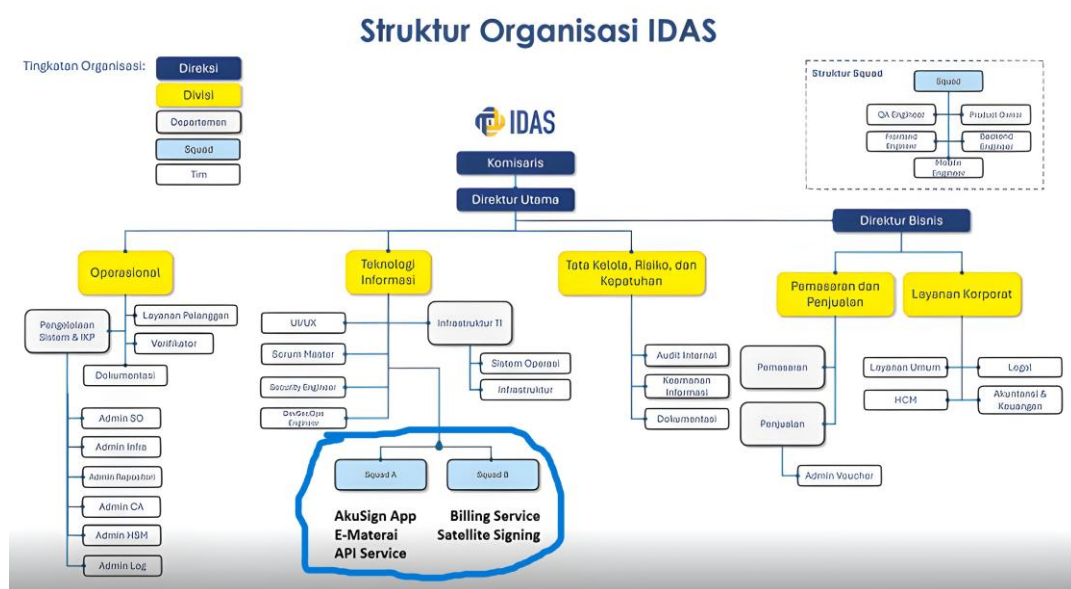 Struktur Organisasi IDAS
Tingkatan Organisasi:
Direksi
Divisi
Departemen
Squad
Tim
Struktur Squad
Squad
QA Engineer
Product Owner
Frontend
Engineer
Backend
Engineer
Mobile
Engineer
IDAS
Komisaris
Direktur Utama
Direktur Bisnis
Operasional
Teknologi
Informasi
Tata Kelola, Risiko, dan
Kepatuhan
Pemasaran dan
Penjualan
Layanan Korporat
Pengelolaan
Sistem & IKP
Layanan Pelanggan
Verifikator
Dokumentasi
Admin SO
Admin Infra
Admin Repositori
Admin CA
Admin HSM
Admin Log
UI/UX
Scrum Master
Security Engineer
DevSecOps
Engineer
Infrastruktur TI
Sistem Operasi
Infrastruktur
Squad A
Squad B
AkuSign App
E-Materai
API Service
Billing Service
Satellite Signing
Audit Internal
Keamanan
Informasi
Dokumentasi
Pemasaran
Penjualan
Admin Voucher
Layanan Umum
Legal
HCM
Akuntansi &
Keuangan